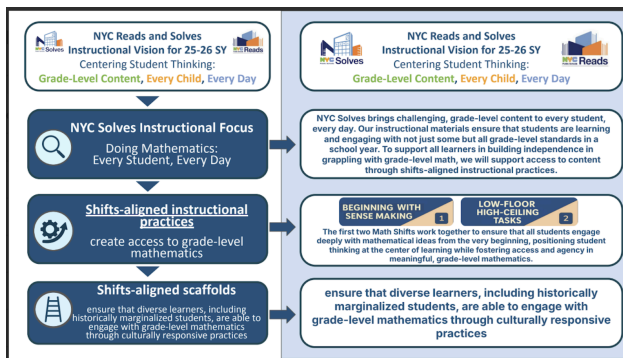 NYC Reads and Solves
Instructional Vision for 25-26 SY
Centering Student Thinking:
Grade-Level Content, Every Child, Every Day
NYC Solves
NYC Reads
NYC Solves Instructional Focus
Doing Mathematics:
Every Student, Every Day
Shifts-aligned instructional
practices
create access to grade-level
mathematics
Shifts-aligned scaffolds
ensure that diverse learners, including
historically marginalized students, are able to
engage with grade-level mathematics
through culturally responsive practices
NYC Reads and Solves
Instructional Vision for 25-26 SY
Centering Student Thinking:
Grade-Level Content, Every Child, Every Day
NYC Solves
NYC Reads
NYC Solves brings challenging, grade-level content to every student,
every day. Our instructional materials ensure that students are learning
and engaging with not just some but all grade-level standards in a
school year. To support all learners in building independence in
grappling with grade-level math, we will support access to content
through shifts-aligned instructional practices.
BEGINNING WITH
SENSE MAKING
1
LOW-FLOOR
HIGH-CEILING
TASKS
2
The first two Math Shifts work together to ensure that all students engage
deeply with mathematical ideas from the very beginning, positioning student
thinking at the center of learning while fostering access and agency in
meaningful, grade-level mathematics.
ensure that diverse learners, including historically
marginalized students, are able to engage with
grade-level mathematics through culturally responsive
practices